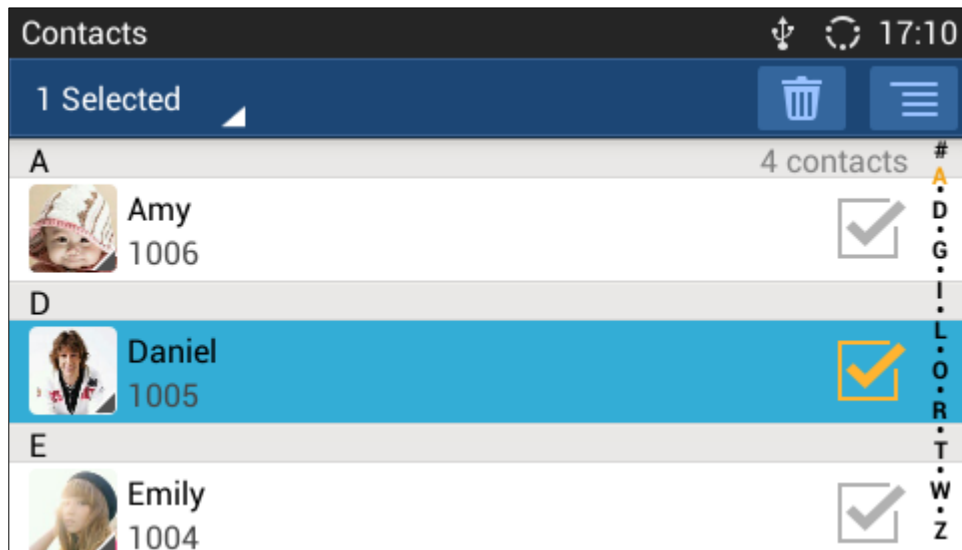 Contacts 17:10
1 Selected
A 4 contacts
Amy
1006
D
Daniel
1005
E
Emily
1004
#
A
D
G
I
L
O
R
T
W
Z